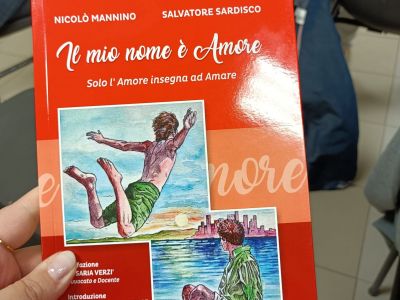 NICOLÒ MANNINO SALVATORE SARDISCO
Il mio nome è Amore
Solo l' Amore insegna ad Amare
e more
fazione
SARIA VERZI'
vvocato e Docente
Introduzione